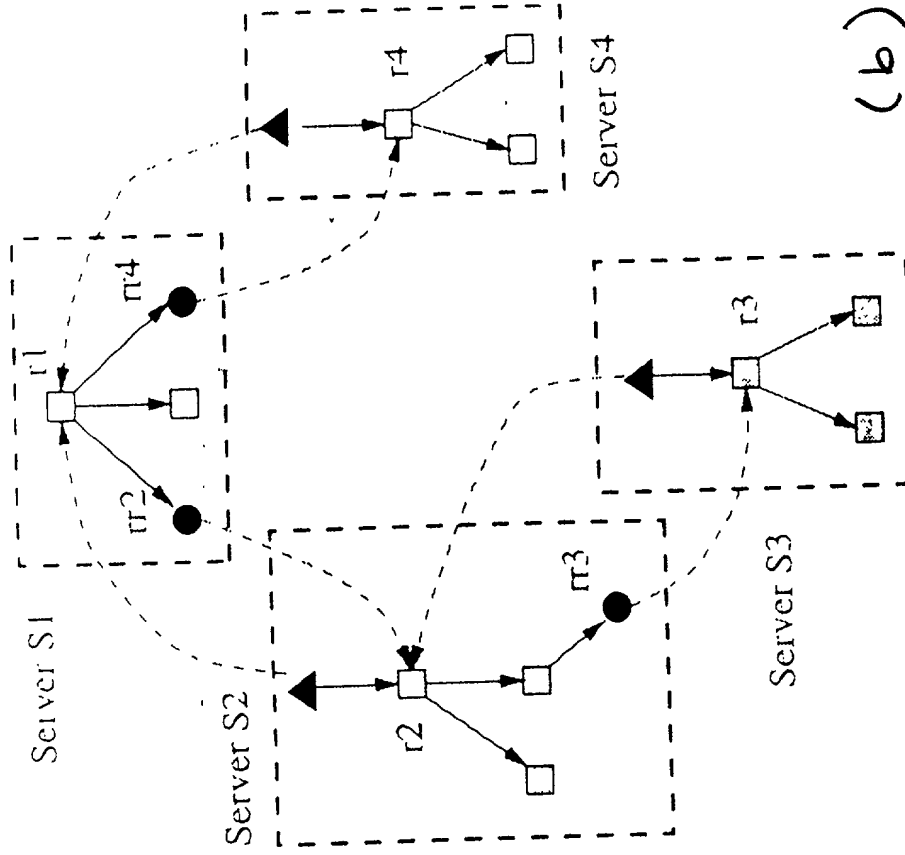 Server S1
r1
rr2
rr4
Server S2
r2
rr3
r4
Server S4
r3
Server S3
(b)